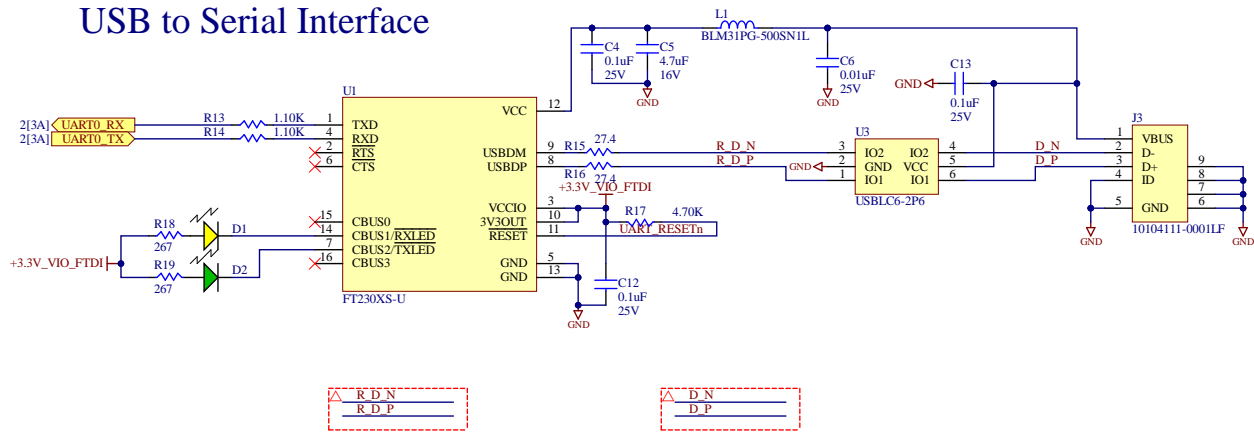 USB to Serial Interface
L1
BLM31PG-500SN1L
C4
0.1uF
25V
C5
4.7uF
16V
GND
C6
0.01uF
25V
GND
C13
0.1uF
25V
GND
U1
12
VCC
2[3A] UART0_RX R13 1.10K 1 TXD
2[3A] UART0_TX R14 1.10K 4 RXD
2 RTS
6 CTS
USBDM 9 R15 27.4 R_D_N
USBDP 8 R16 27.4 R_D_P
U3
3 IO2 IO2 4 D_N
GND 2 GND VCC 5
1 IO1 IO1 6 D_P
USBLC6-2P6
J3
1 VBUS
2 D-
3 D+ 9
4 ID 8
7
5 GND 6
10104111-0001LF
GND
GND
+3.3V_VIO_FTDI
VCCIO 3
3V3OUT 10
RESET 11
R17 4.70K
UART_RESETn
15 CBUS0
14 CBUS1/RXLED
7 CBUS2/TXLED
16 CBUS3
GND 5
GND 13
FT230XS-U
R18
267
D1
+3.3V_VIO_FTDI
R19
267
D2
C12
0.1uF
25V
GND
R_D_N
R_D_P
D_N
D_P